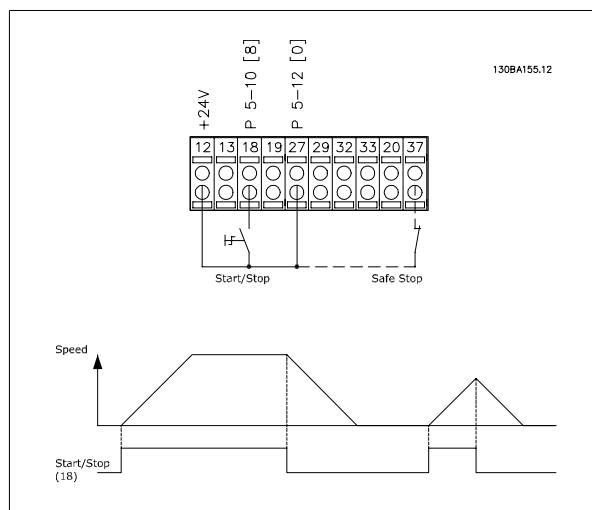 130BA155.12
+24V
P 5-10 [8]
P 5-12 [0]
12 13 18 19 27 29 32 33 20 37
Start/Stop
Safe Stop
Speed
Start/Stop
(18)